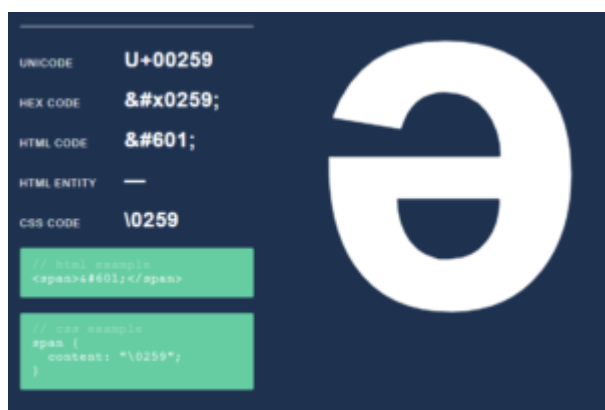 UNICODE U+00259
HEX CODE &#x0259;
HTML CODE &#601;
HTML ENTITY —
CSS CODE \0259
// html example
<span>&#601;</span>
// css example
span {
  content: "\0259";
}
ə